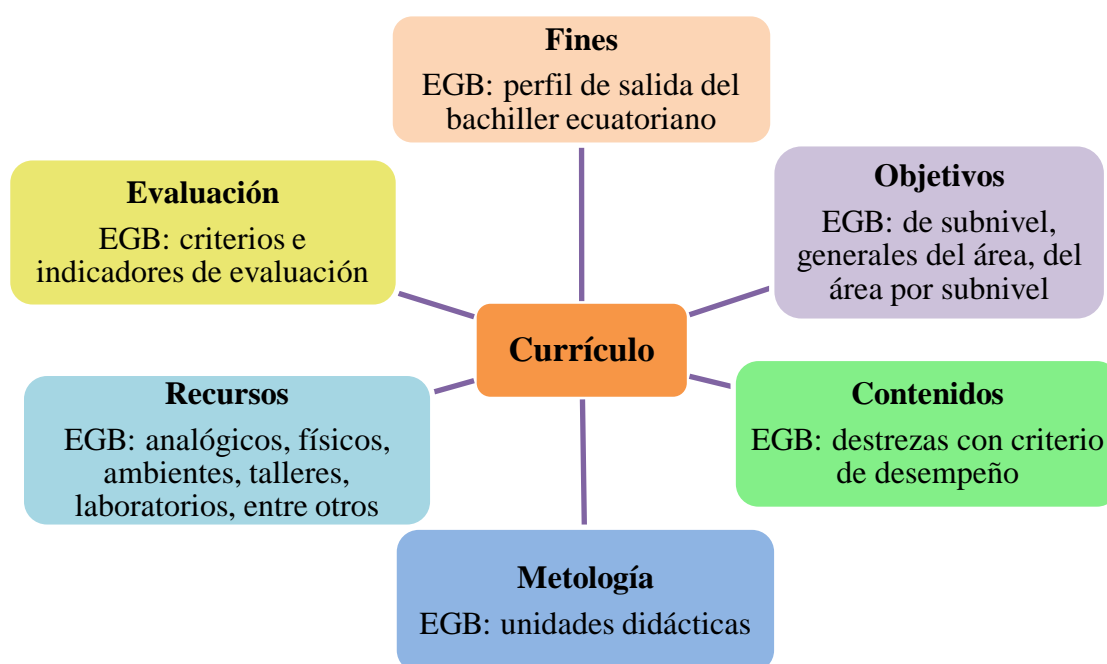 Fines
EGB: perfil de salida del
bachiller ecuatoriano
Objetivos
EGB: de subnivel,
generales del área, del
área por subnivel
Evaluación
EGB: criterios e
indicadores de evaluación
Currículo
Recursos
EGB: analógicos, físicos,
ambientes, talleres,
laboratorios, entre otros
Contenidos
EGB: destrezas con criterio
de desempeño
Metología
EGB: unidades didácticas